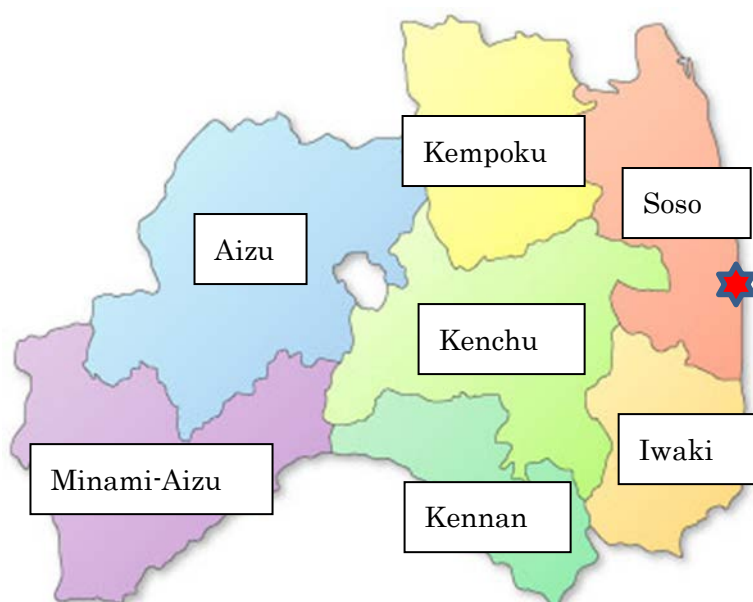 Kempoku
Soso
Aizu
Kenchu
Iwaki
Minami-Aizu
Kennan